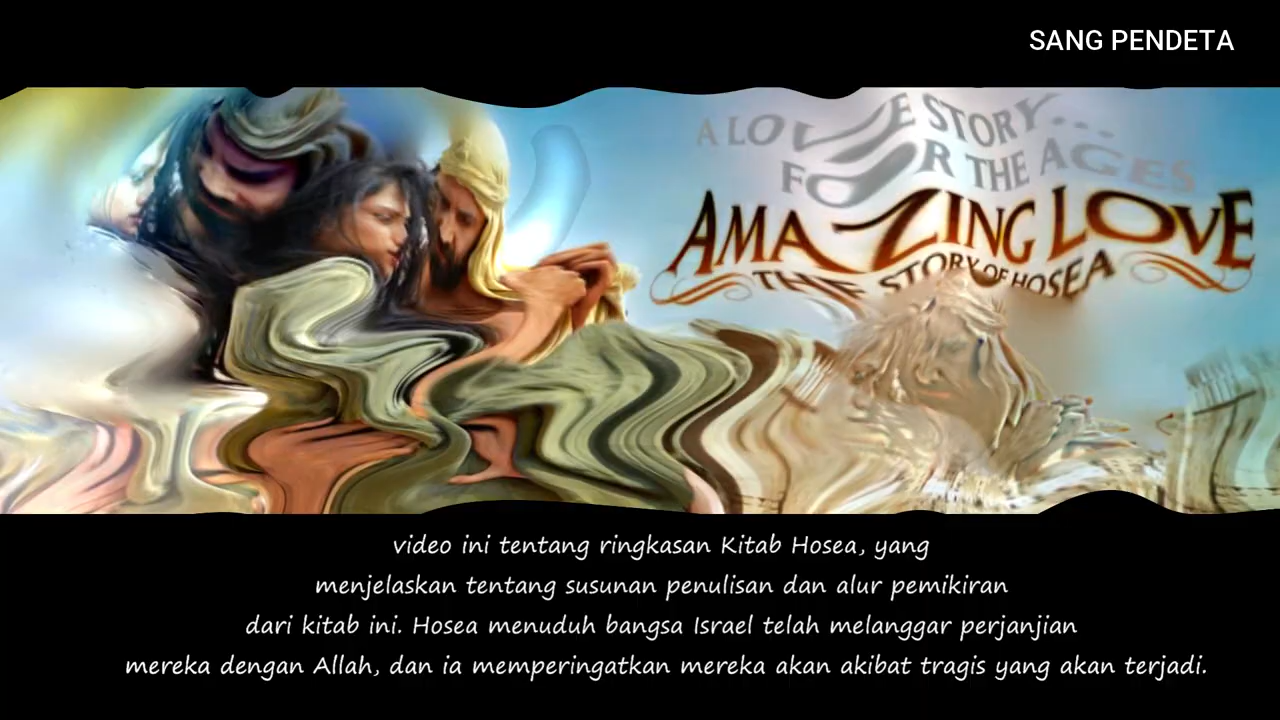 SANG PENDETA
A LOVE STORY...
FOR THE AGES
AMAZING LOVE
THE STORY OF HOSEA
video ini tentang ringkasan Kitab Hosea, yang
menjelaskan tentang susunan penulisan dan alur pemikiran
dari kitab ini. Hosea menuduh bangsa Israel telah melanggar perjanjian
mereka dengan Allah, dan ia memperingatkan mereka akan akibat tragis yang akan terjadi.